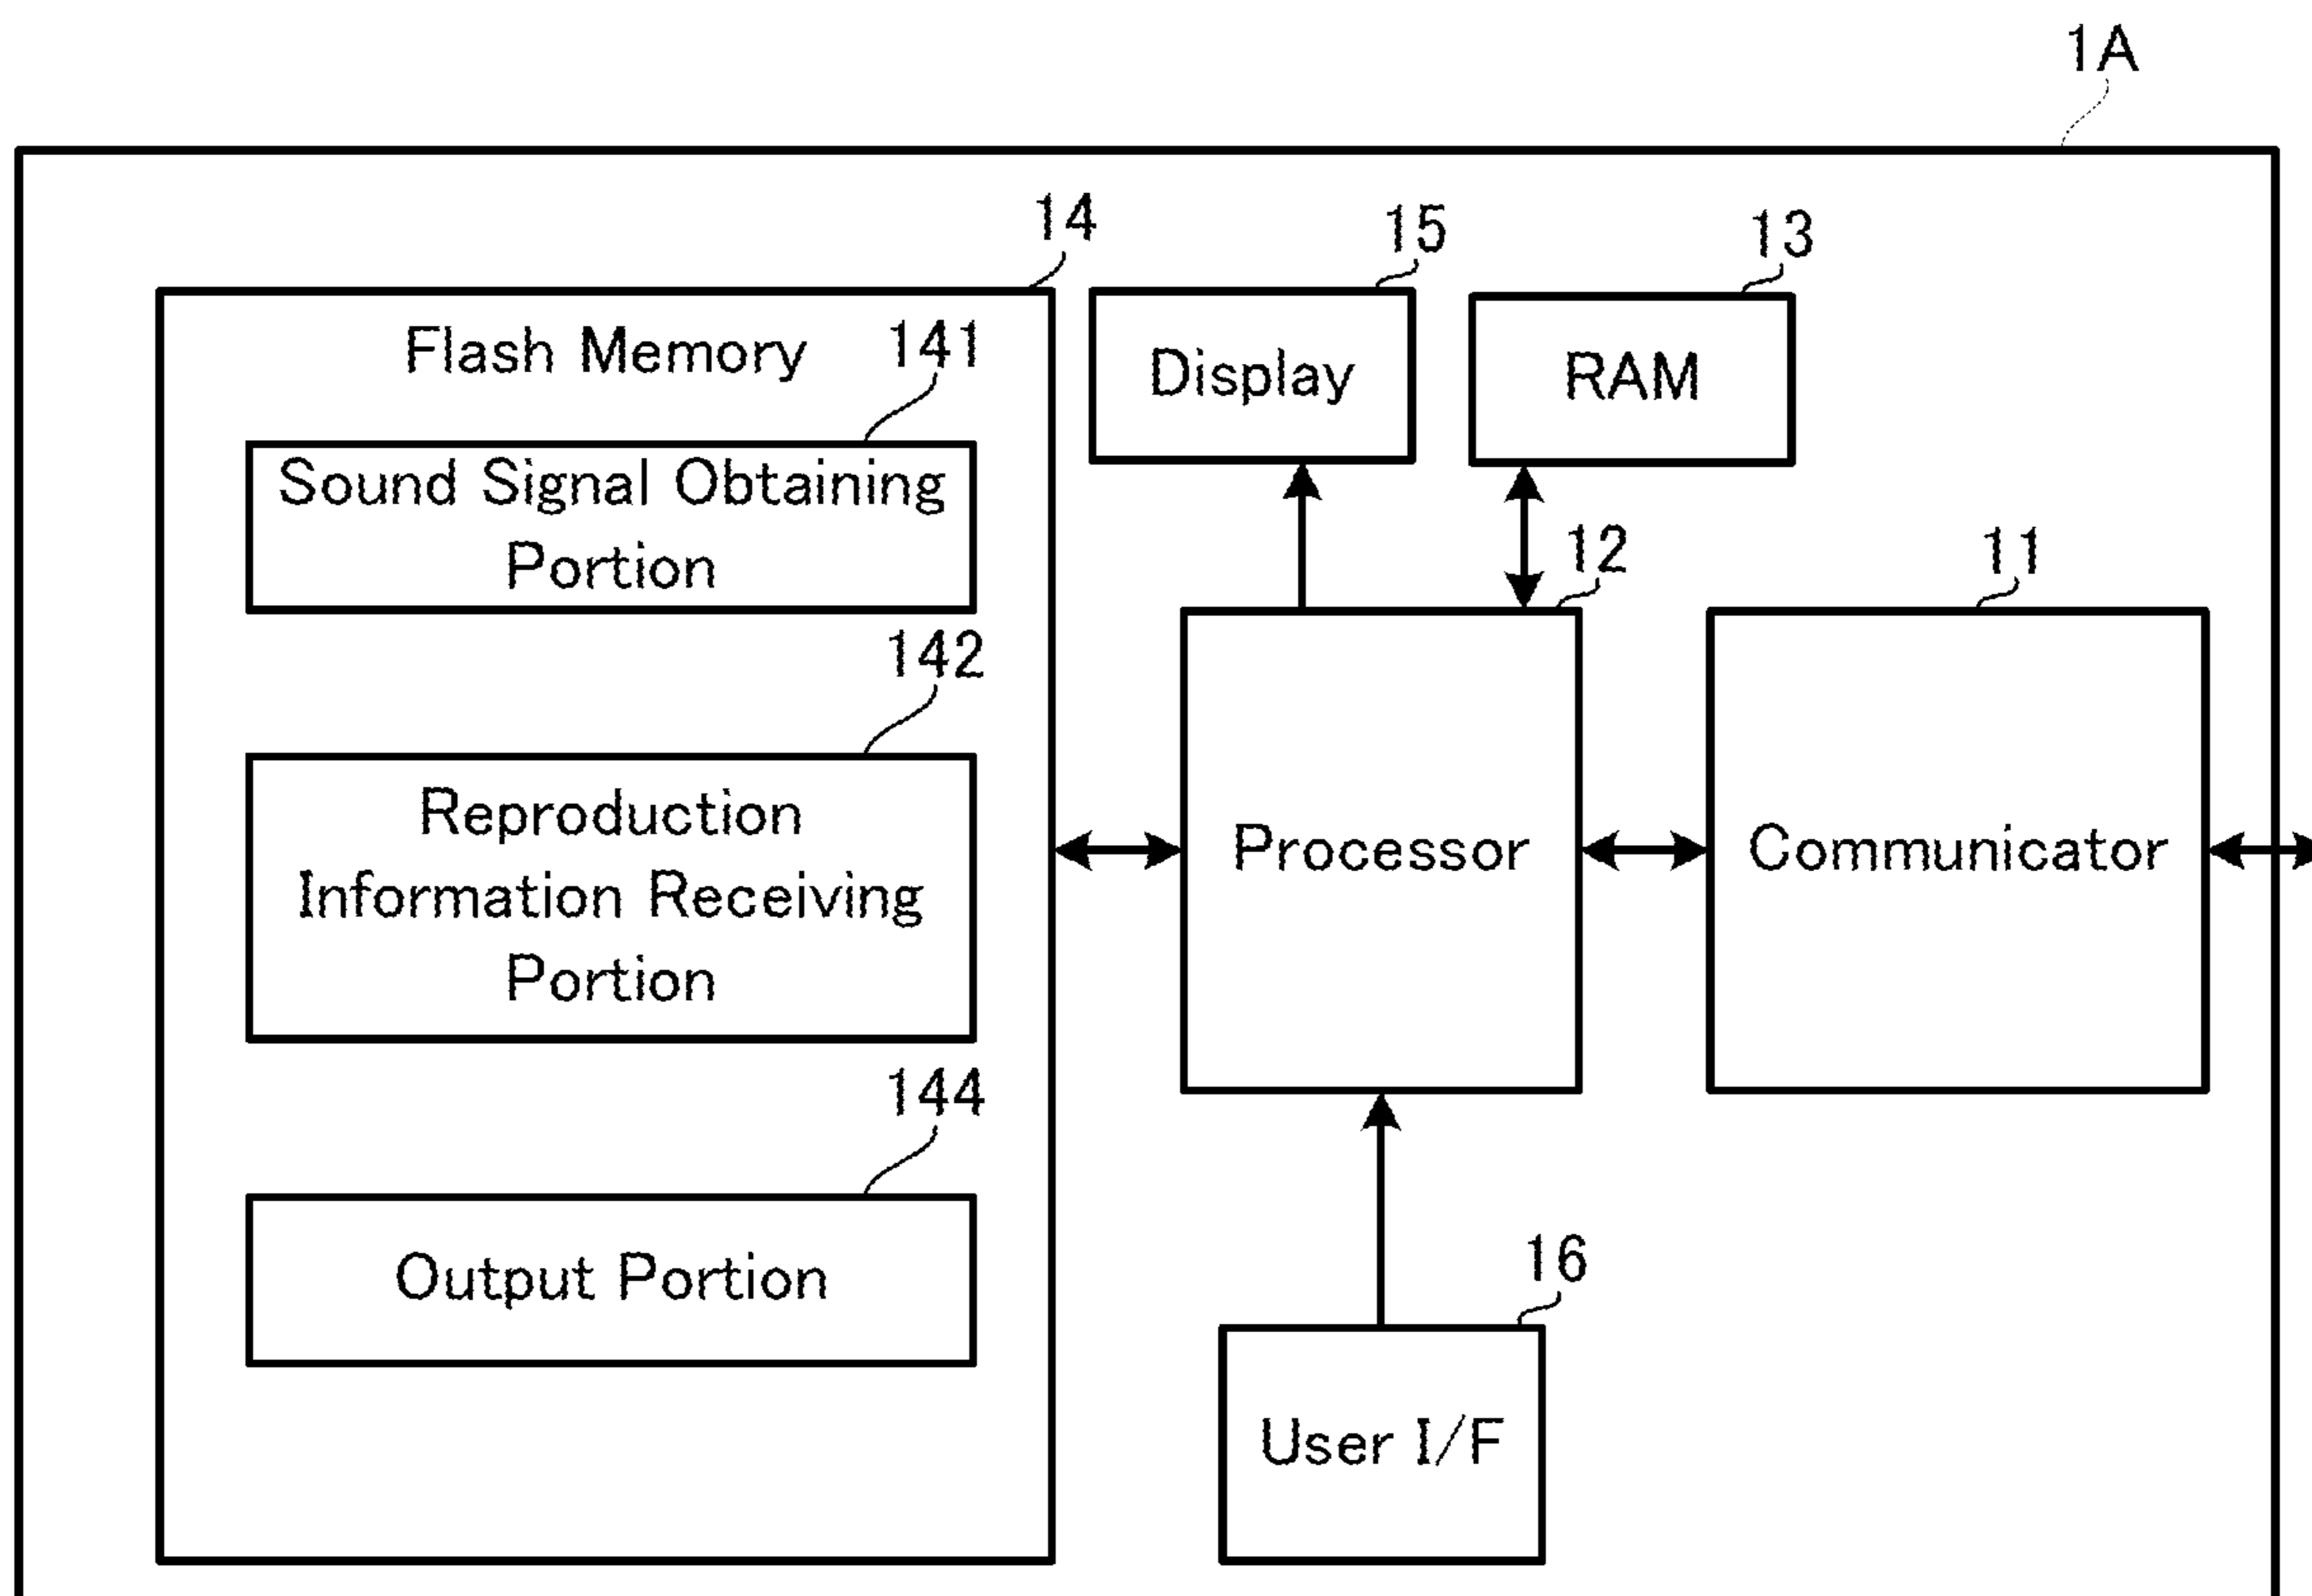 1A
14
15
13
Flash Memory
141
Display
RAM
Sound Signal Obtaining
Portion
12
11
142
Reproduction
Information Receiving
Portion
Processor
Communicator
144
Output Portion
16
User I/F